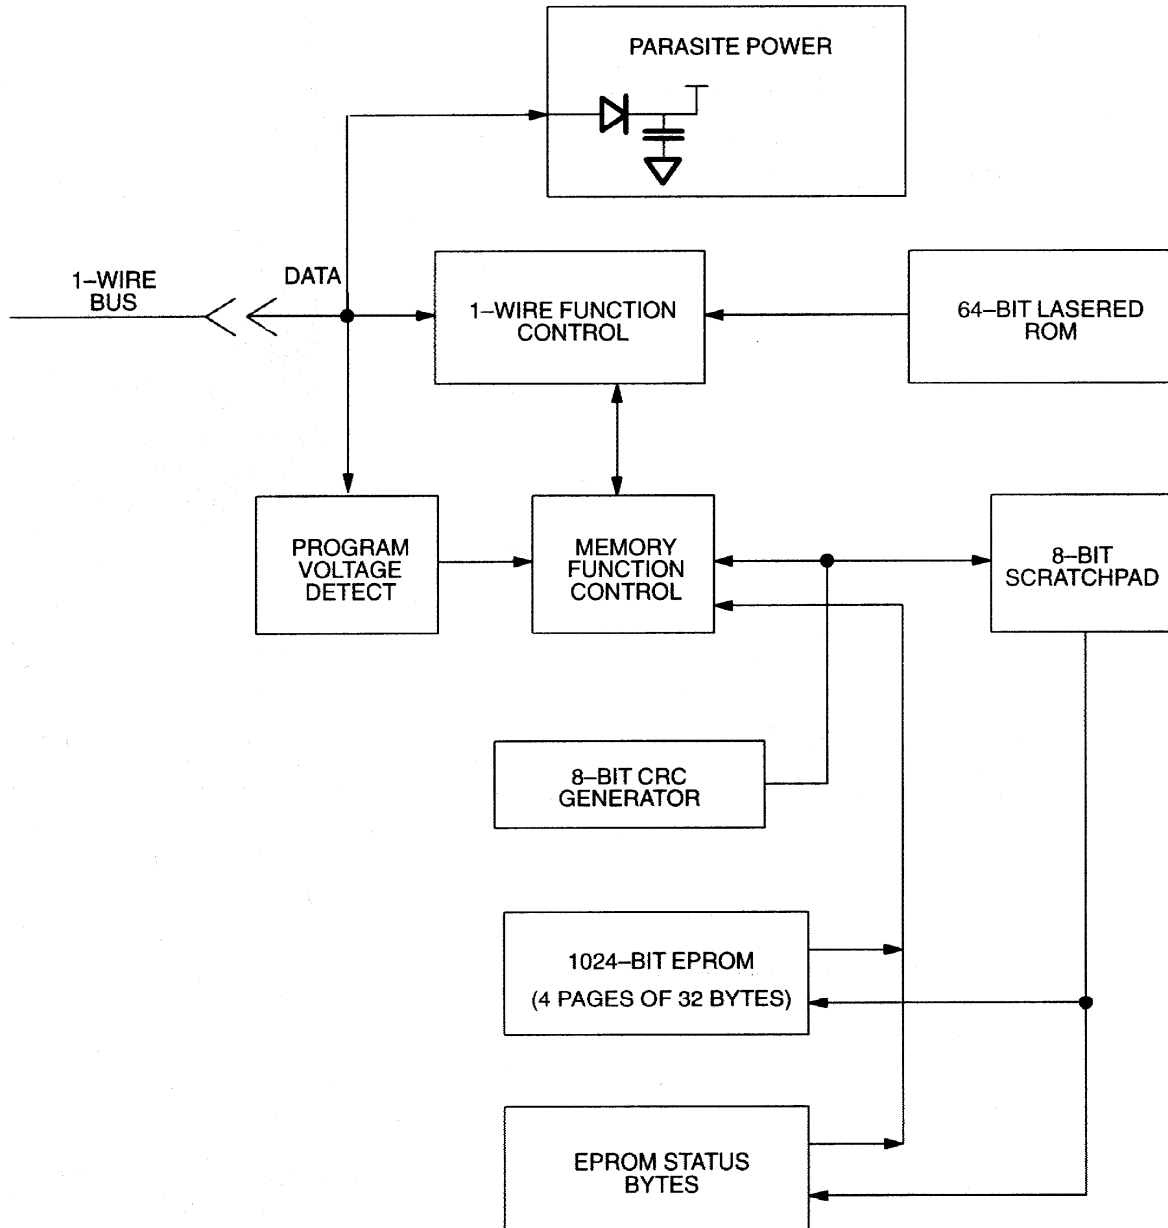 PARASITE POWER
1–WIRE
BUS
DATA
1–WIRE FUNCTION
CONTROL
64–BIT LASERED
ROM
PROGRAM
VOLTAGE
DETECT
MEMORY
FUNCTION
CONTROL
8–BIT
SCRATCHPAD
8–BIT CRC
GENERATOR
1024–BIT EPROM
(4 PAGES OF 32 BYTES)
EPROM STATUS
BYTES